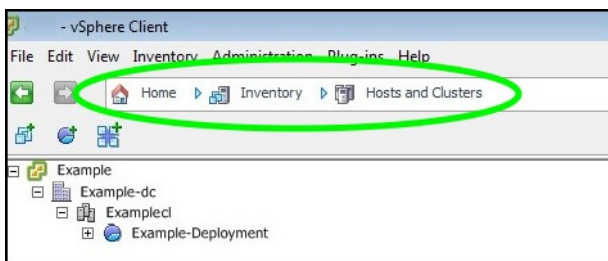 - vSphere Client
File Edit View Inventory Administration Plug-ins Help
Home Inventory Hosts and Clusters
Example
Example-dc
Examplecl
Example-Deployment